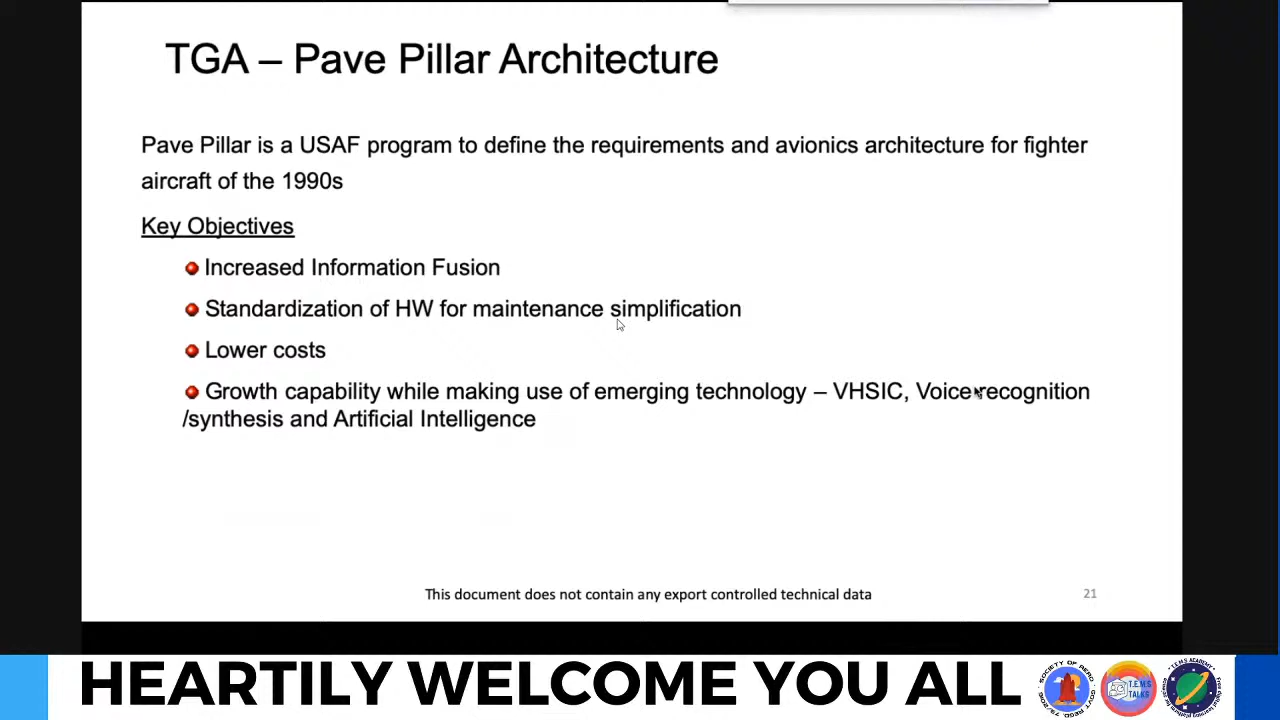 TGA – Pave Pillar Architecture
Pave Pillar is a USAF program to define the requirements and avionics architecture for fighter
aircraft of the 1990s
Key Objectives
Increased Information Fusion
Standardization of HW for maintenance simplification
Lower costs
Growth capability while making use of emerging technology – VHSIC, Voice recognition
/synthesis and Artificial Intelligence
This document does not contain any export controlled technical data
21
HEARTILY WELCOME YOU ALL
T.E.M.S
TALKS